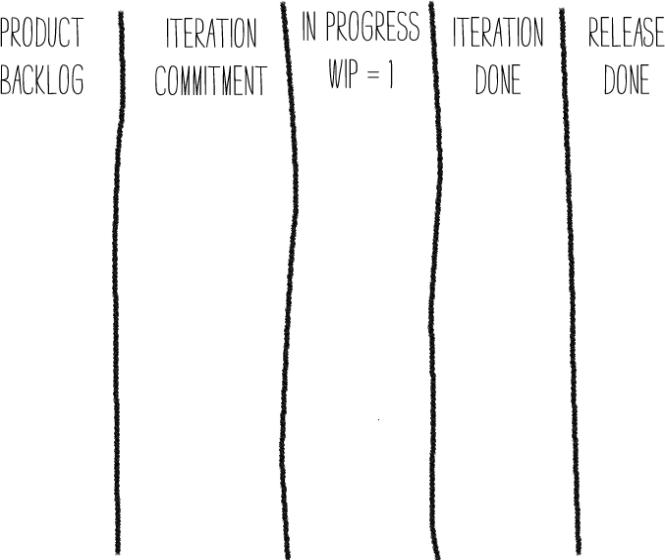 PRODUCT
BACKLOG
ITERATION
COMMITMENT
IN PROGRESS
WIP = 1
ITERATION
DONE
RELEASE
DONE